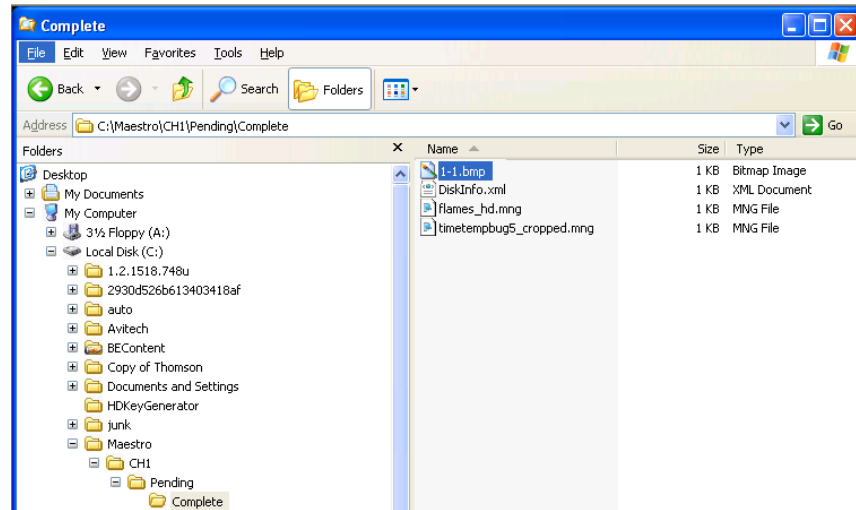 Complete
File Edit View Favorites Tools Help
Back Search Folders
Address C:\Maestro\CH1\Pending\Complete Go
Folders X Name Size Type
Desktop 1-1.bmp 1 KB Bitmap Image
My Documents DiskInfo.xml 1 KB XML Document
My Computer flames_hd.mng 1 KB MNG File
3½ Floppy (A:) timetempbug5_cropped.mng 1 KB MNG File
Local Disk (C:)
1.2.1518.748u
2930d526b613403418af
auto
Avitech
BEContent
Copy of Thomson
Documents and Settings
HDKeyGenerator
junk
Maestro
CH1
Pending
Complete